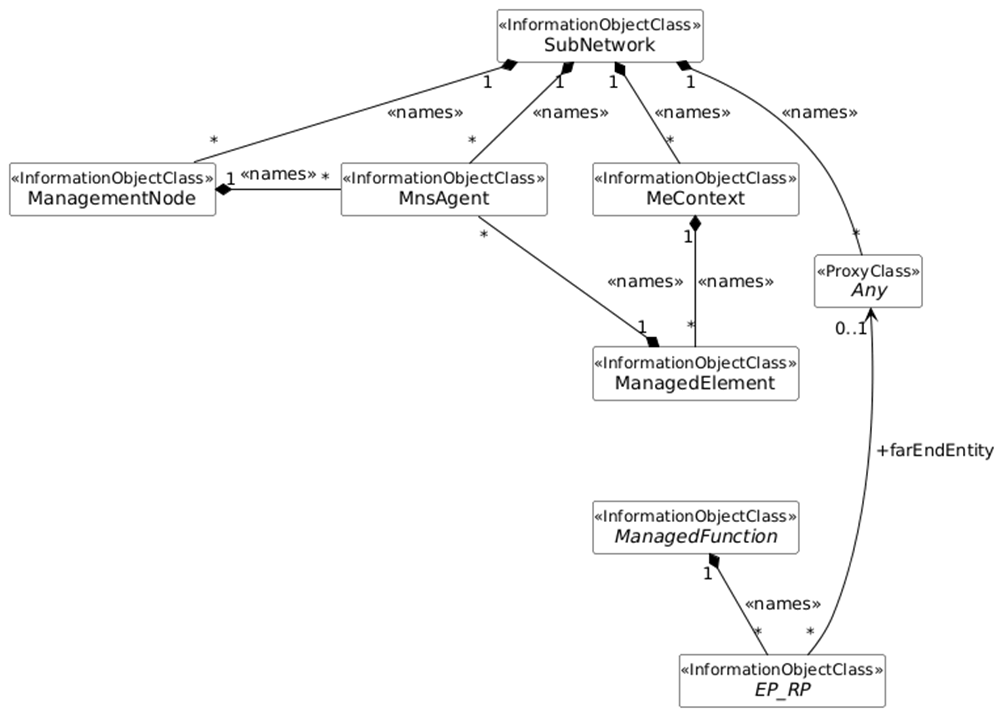 «InformationObjectClass»
SubNetwork
1
1
1
1
«names»
«names»
«names»
«names»
*
*
*
«InformationObjectClass»
ManagementNode
1 «names» *
«InformationObjectClass»
MnsAgent
«InformationObjectClass»
MeContext
*
1
*
«ProxyClass»
Any
«names»
«names»
1
*
0..1
«InformationObjectClass»
ManagedElement
+farEndEntity
«InformationObjectClass»
ManagedFunction
1
«names»
*
*
«InformationObjectClass»
EP_RP